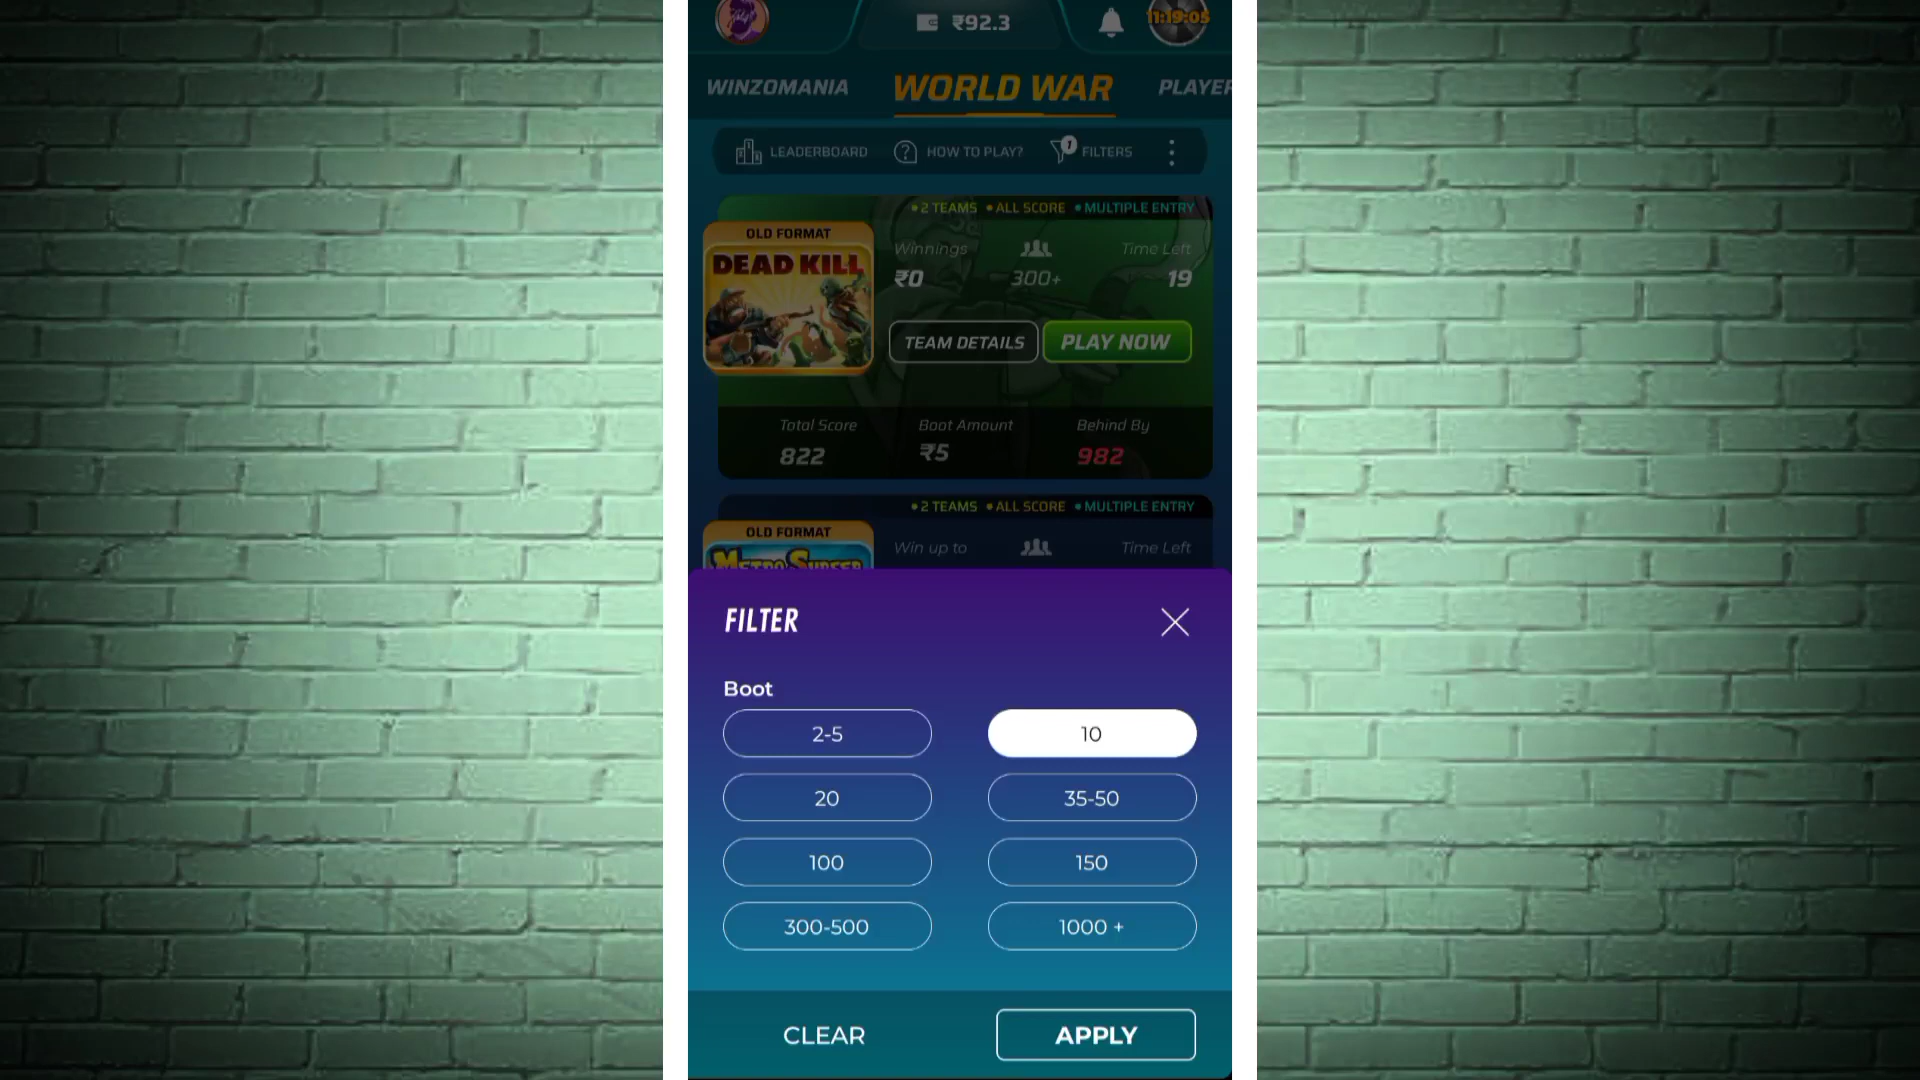 ₹92.3
11:19:05
WINZOMANIA WORLD WAR PLAYER
LEADERBOARD HOW TO PLAY? 1 FILTERS
2 TEAMS ALL SCORE MULTIPLE ENTRY
OLD FORMAT
DEAD KILL
Winnings Time Left
₹0 300+ 19
TEAM DETAILS PLAY NOW
Total Score Boot Amount Behind By
822 ₹5 982
2 TEAMS ALL SCORE MULTIPLE ENTRY
OLD FORMAT
METRO SURFER
Win up to Time Left
FILTER
Boot
2-5 10
20 35-50
100 150
300-500 1000 +
CLEAR APPLY